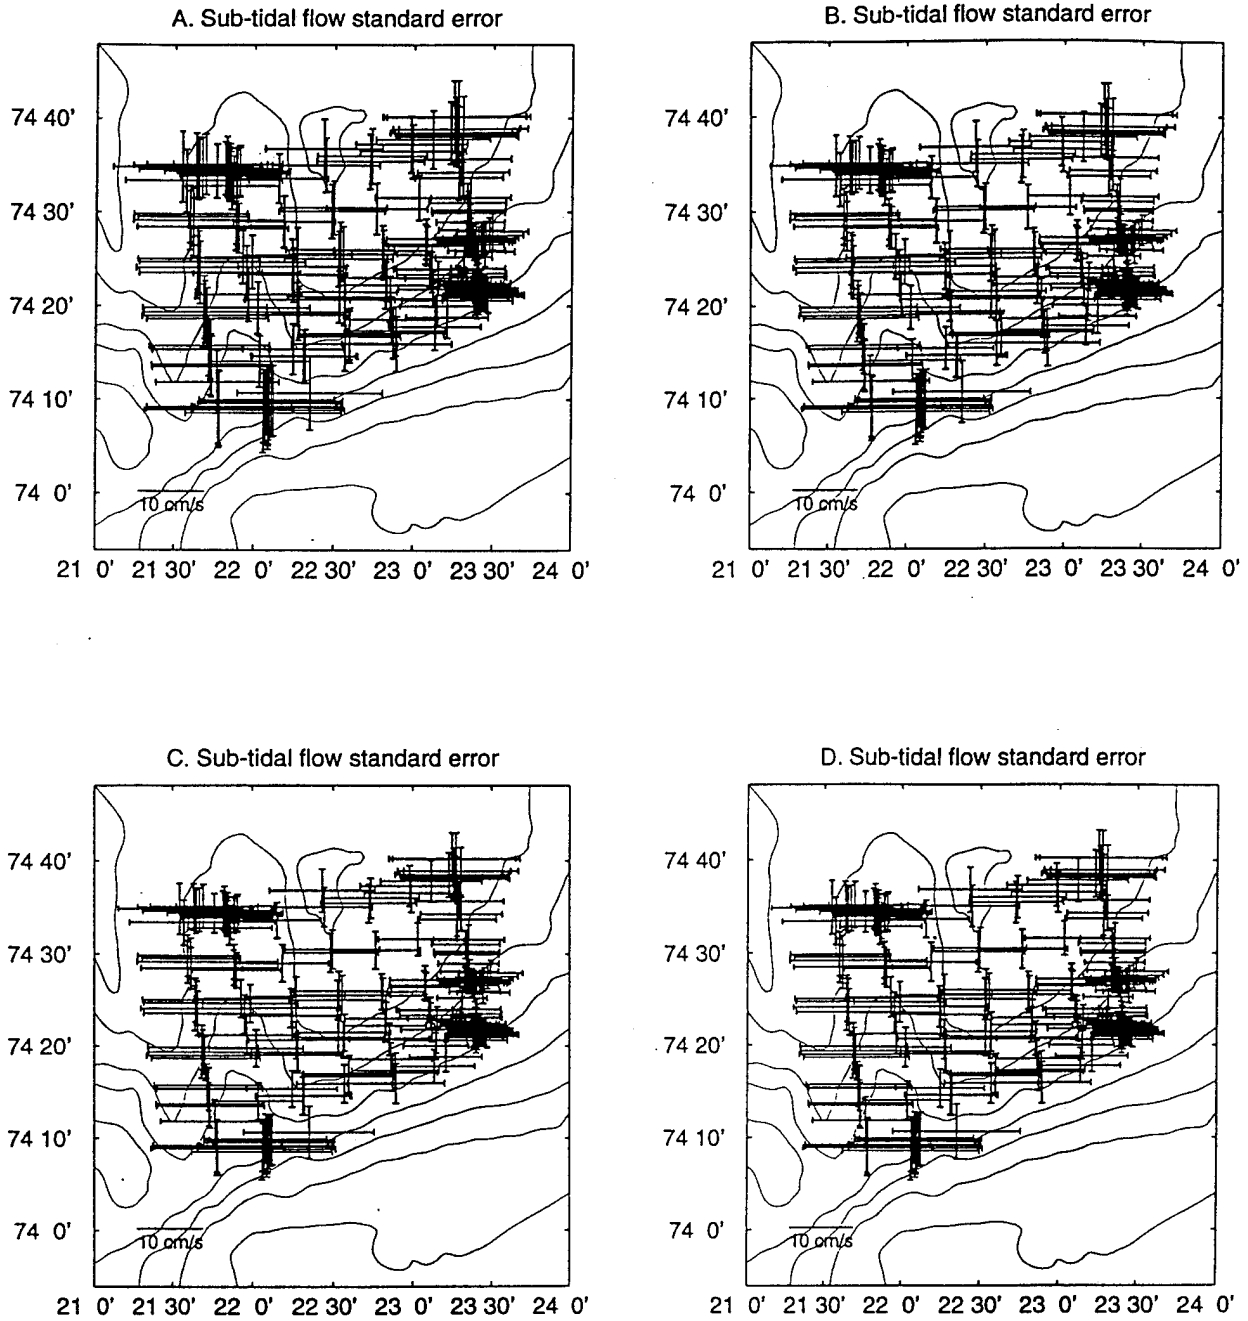 A. Sub-tidal flow standard error
B. Sub-tidal flow standard error
74 40'
74 30'
74 20'
74 10'
74 0'
10 cm/s
21 0' 21 30' 22 0' 22 30' 23 0' 23 30' 24 0'
74 40'
74 30'
74 20'
74 10'
74 0'
10 cm/s
21 0' 21 30' 22 0' 22 30' 23 0' 23 30' 24 0'
C. Sub-tidal flow standard error
D. Sub-tidal flow standard error
74 40'
74 30'
74 20'
74 10'
74 0'
10 cm/s
21 0' 21 30' 22 0' 22 30' 23 0' 23 30' 24 0'
74 40'
74 30'
74 20'
74 10'
74 0'
10 cm/s
21 0' 21 30' 22 0' 22 30' 23 0' 23 30' 24 0'